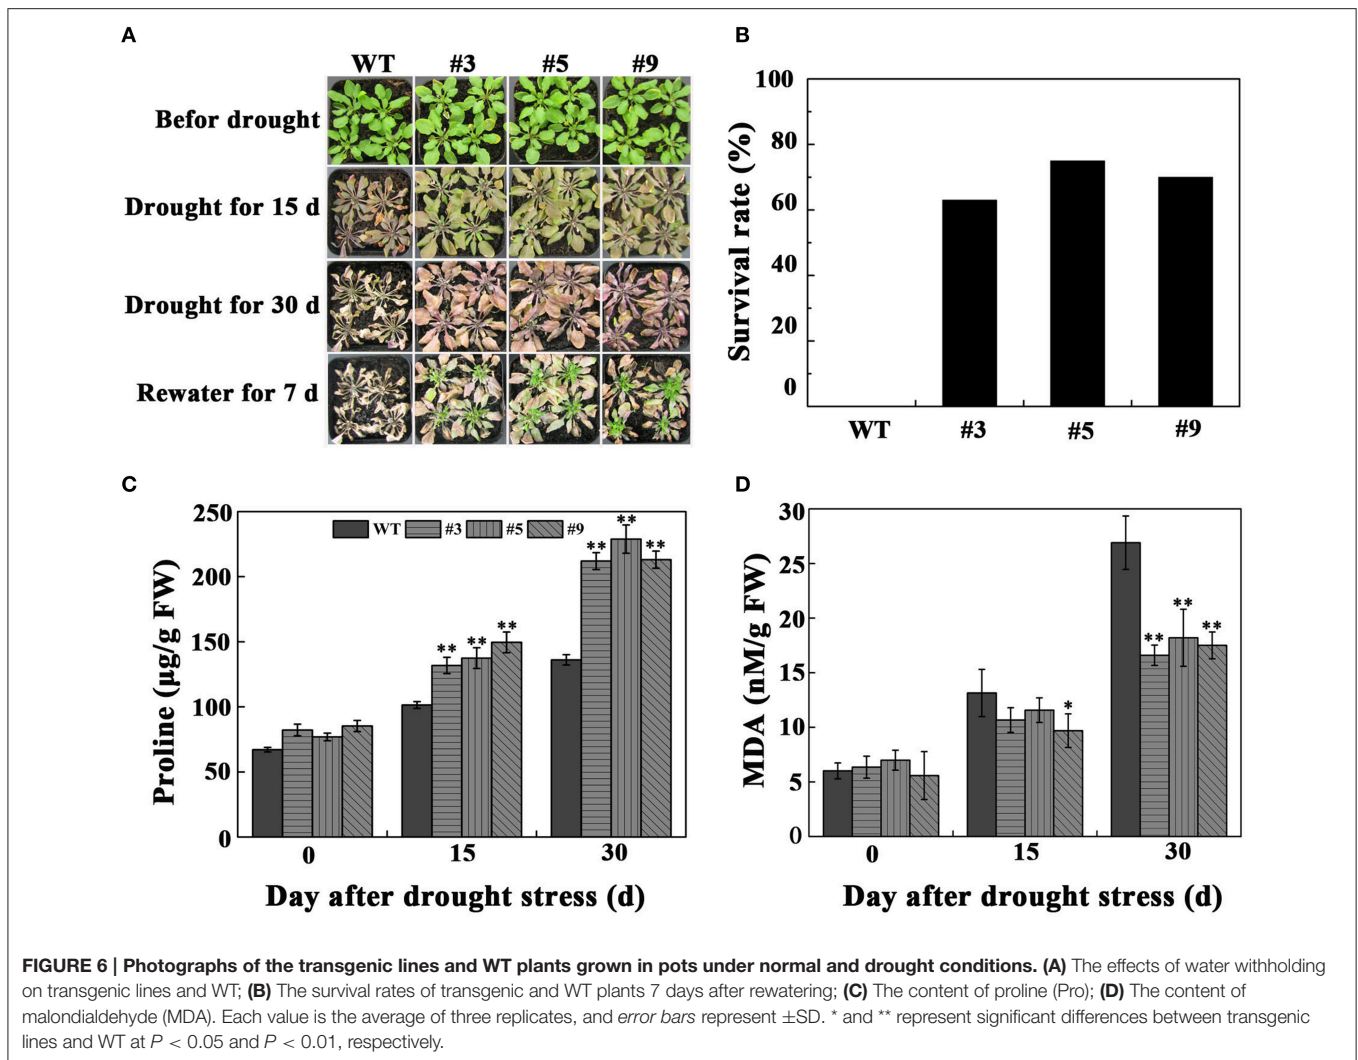 A
WT #3 #5 #9
Befor drought
Drought for 15 d
Drought for 30 d
Rewater for 7 d
B
Survival rate (%)
100
80
60
40
20
0
WT #3 #5 #9
C
Proline (µg/g FW)
250
200
150
100
50
0
WT #3 #5 #9
** ** **
** ** **
0 15 30
Day after drought stress (d)
D
MDA (nM/g FW)
30
25
20
15
10
5
0
*
** ** **
0 15 30
Day after drought stress (d)
FIGURE 6 | Photographs of the transgenic lines and WT plants grown in pots under normal and drought conditions. (A) The effects of water withholding
on transgenic lines and WT; (B) The survival rates of transgenic and WT plants 7 days after rewatering; (C) The content of proline (Pro); (D) The content of
malondialdehyde (MDA). Each value is the average of three replicates, and error bars represent ±SD. * and ** represent significant differences between transgenic
lines and WT at P < 0.05 and P < 0.01, respectively.